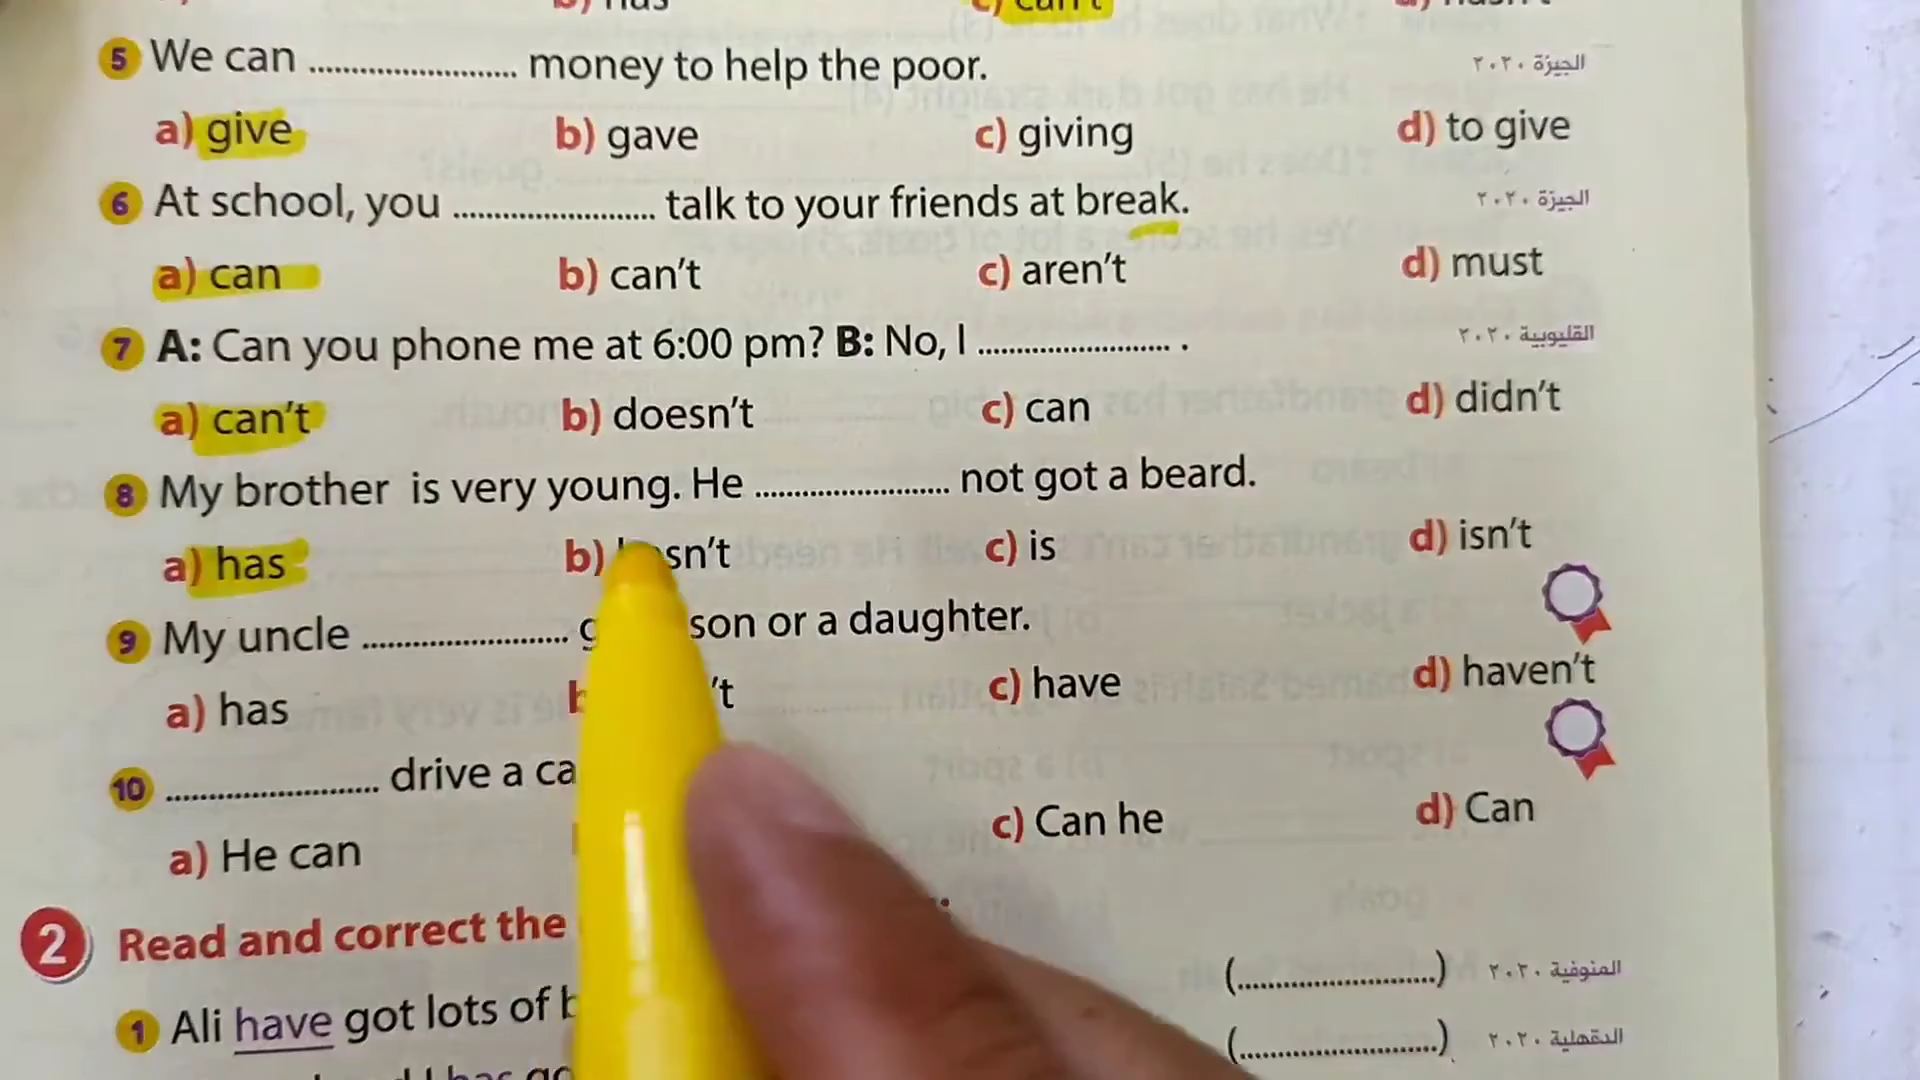 c) can't
5 We can ........................ money to help the poor. الجيزة ٢٠٢٠
a) give b) gave c) giving d) to give
6 At school, you ........................ talk to your friends at break. الجيزة ٢٠٢٠
a) can b) can't c) aren't d) must
7 A: Can you phone me at 6:00 pm? B: No, I ........................ . القليوبية ٢٠٢٠
a) can't b) doesn't c) can d) didn't
8 My brother is very young. He ........................ not got a beard.
a) has b) hasn't c) is d) isn't
9 My uncle ........................ son or a daughter.
a) has c) have d) haven't
10 ........................ drive a
a) He can c) Can he d) Can
2 Read and correct the
(........................) المنوفية ٢٠٢٠
1 Ali have got lots of
(........................) الدقهلية ٢٠٢٠